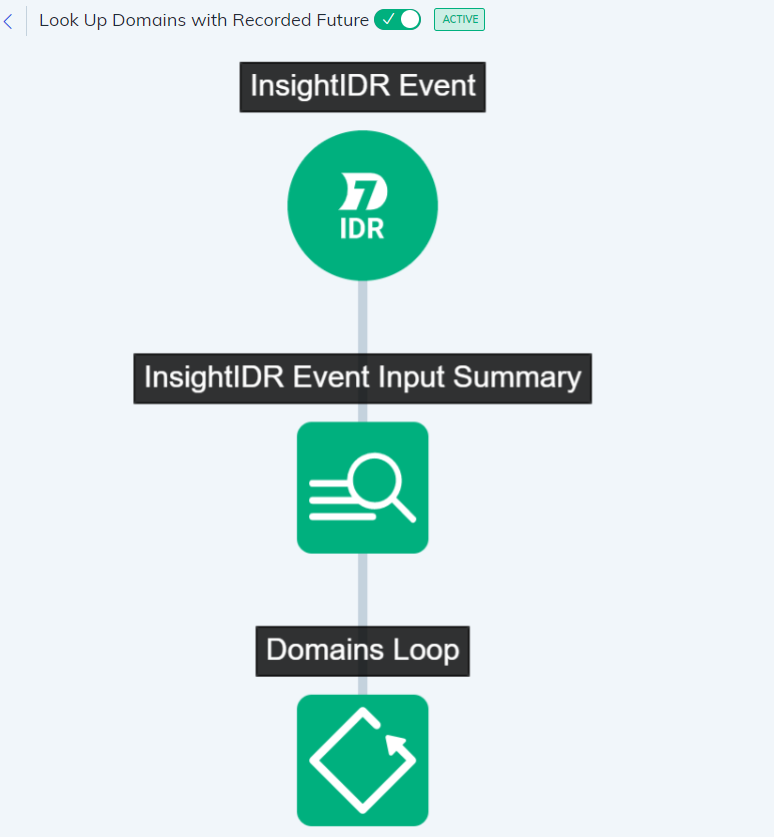 Look Up Domains with Recorded Future ACTIVE
InsightIDR Event
IDR
InsightIDR Event Input Summary
Domains Loop